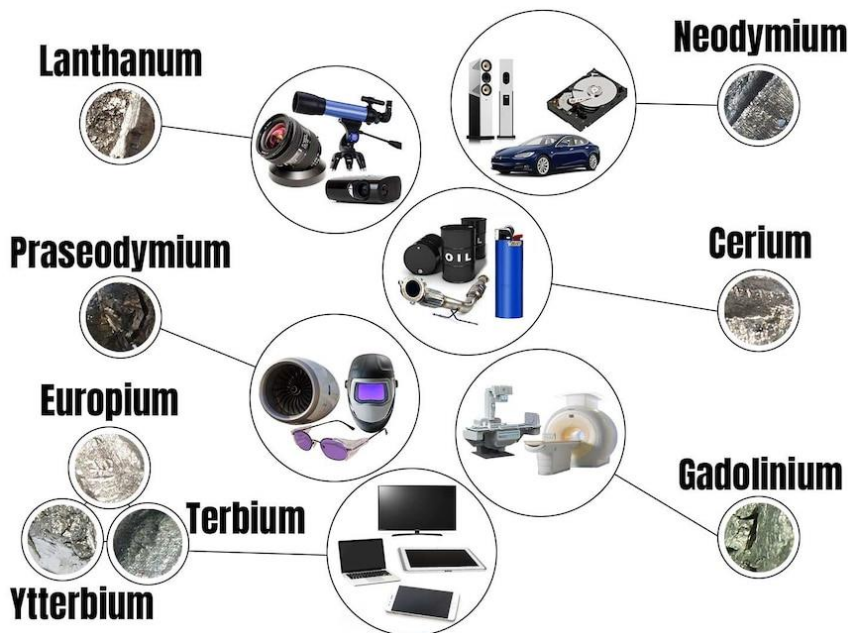 Lanthanum
Neodymium
Praseodymium
OIL
Cerium
Europium
Gadolinium
Terbium
Ytterbium